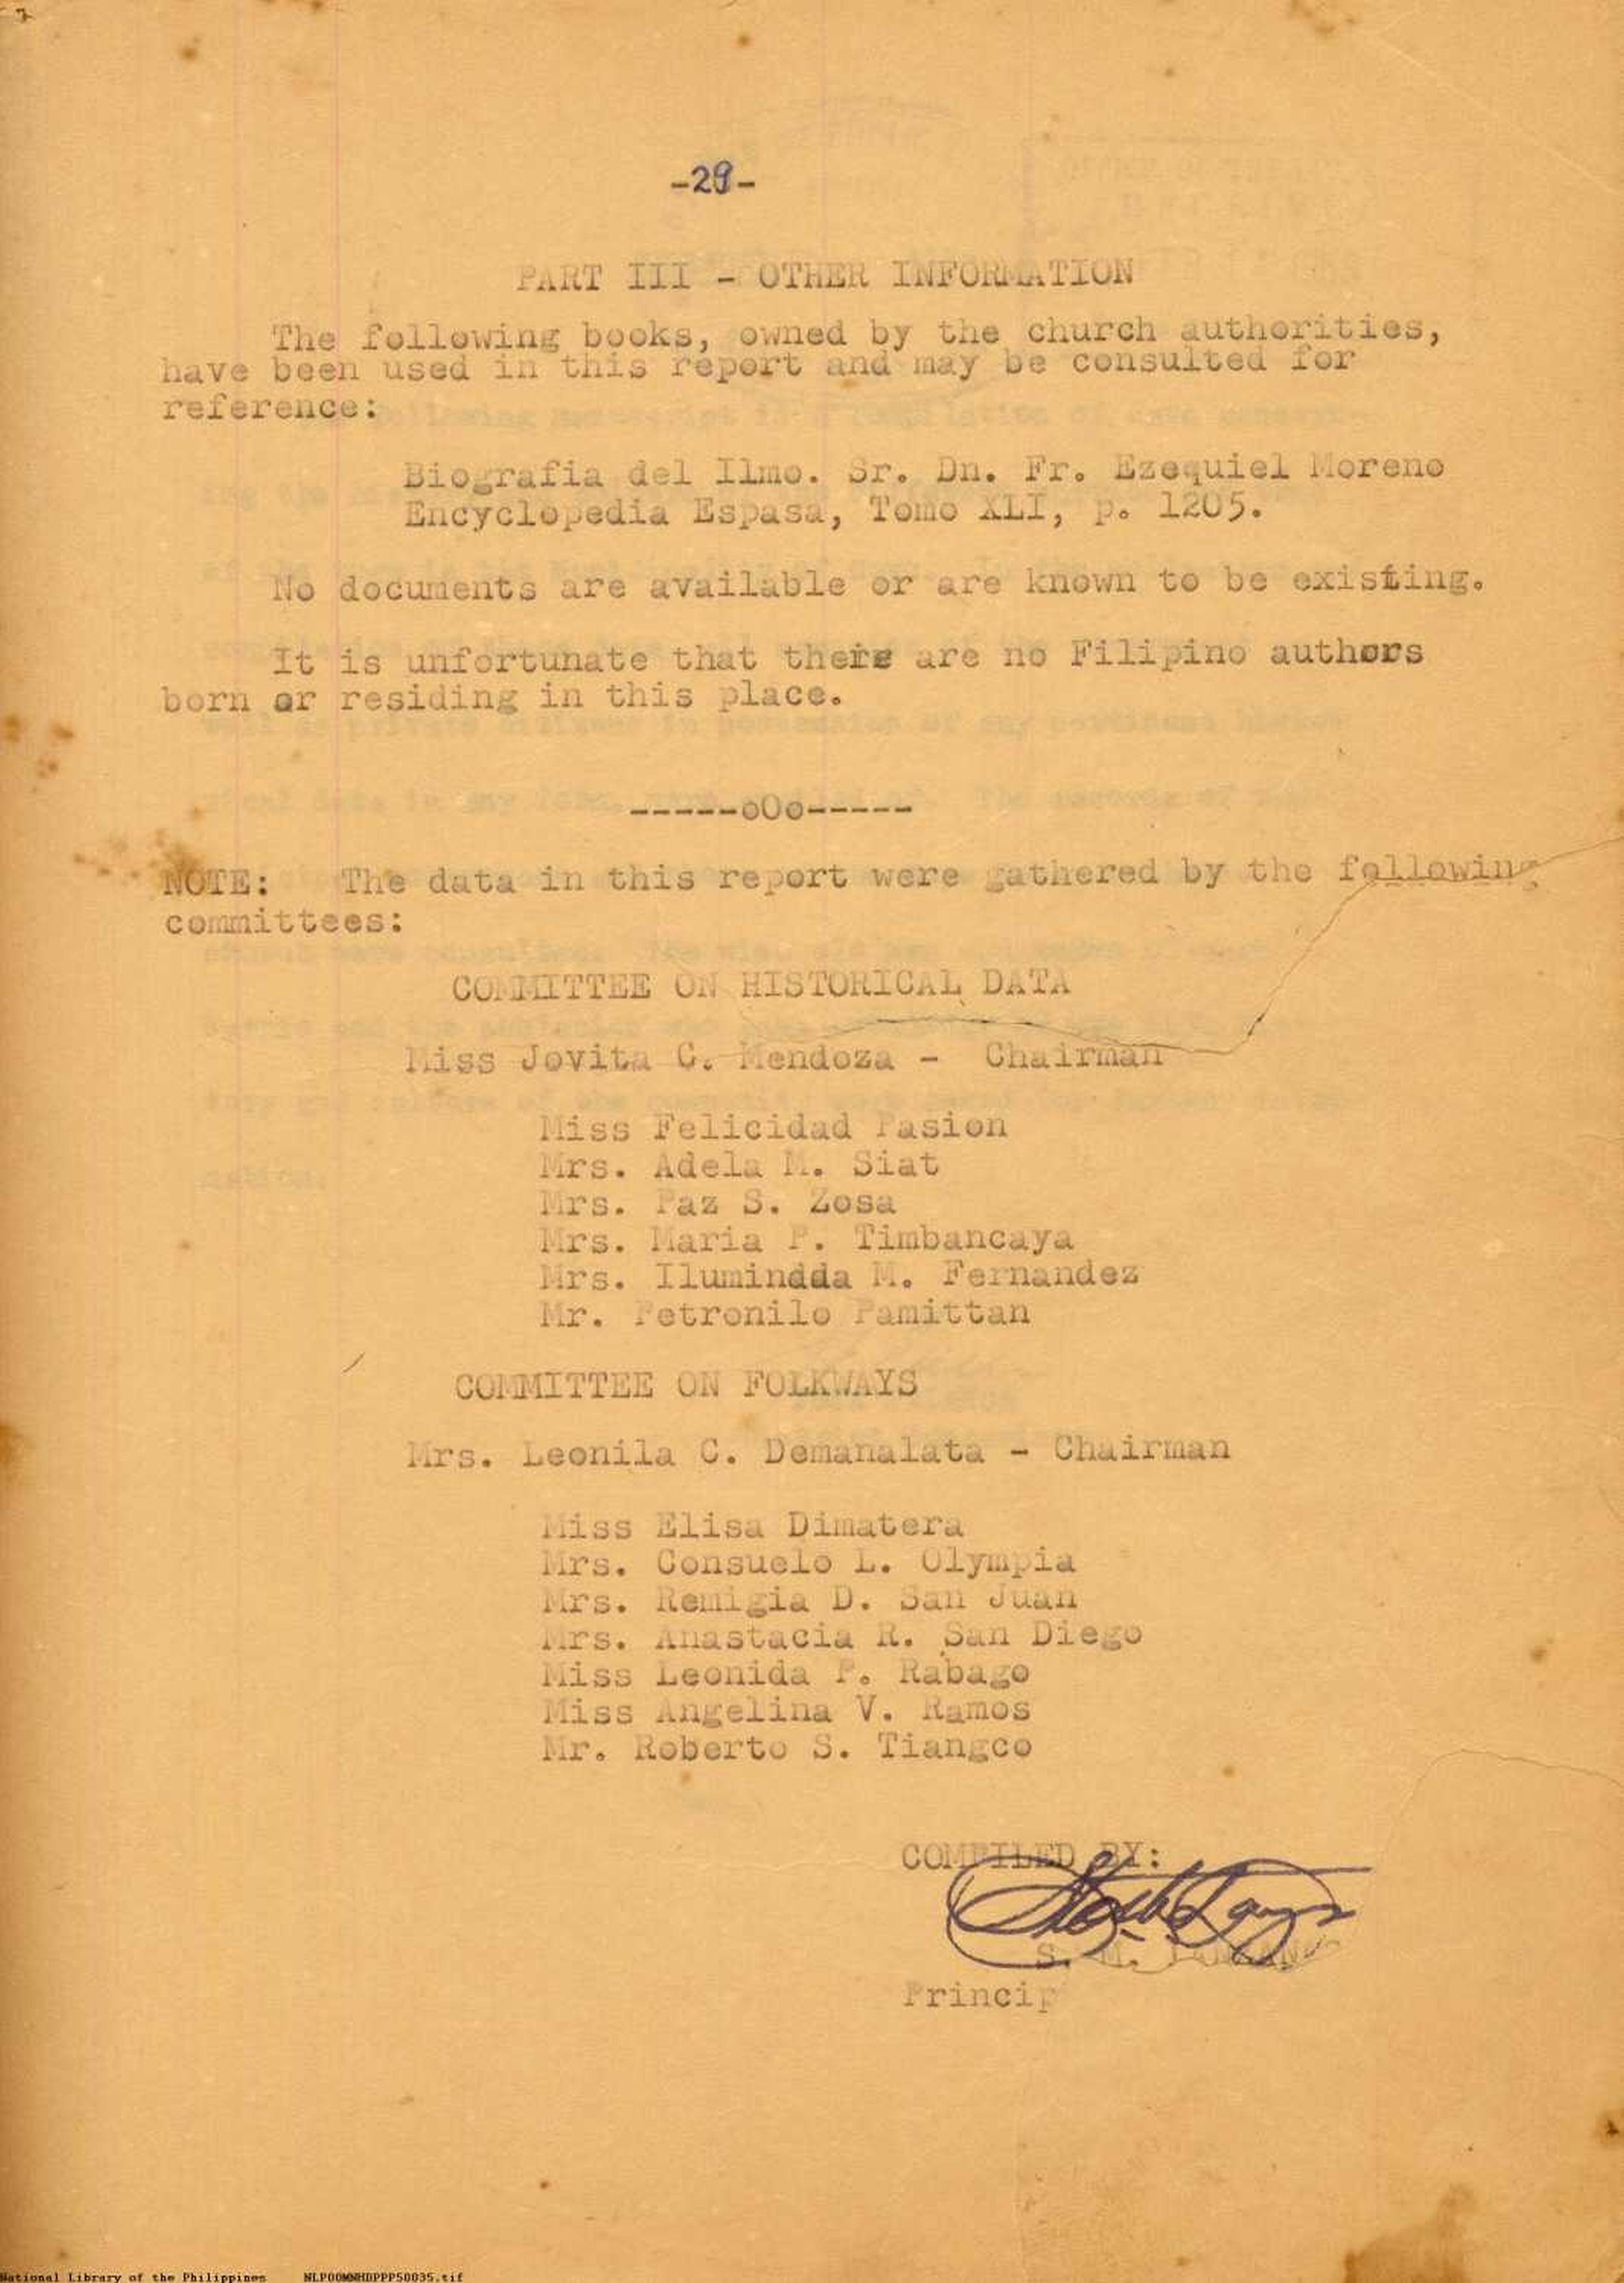 -29-
PART III - OTHER INFORMATION
The following books, owned by the church authorities,
have been used in this report and may be consulted for
reference:
Biografia del Ilmo. Sr. Dn. Fr. Ezequiel Moreno
Encyclopedia Espasa, Tomo XLI, p. 1205.
No documents are available or are known to be existing.
It is unfortunate that there are no Filipino authors
born or residing in this place.
-----oOo-----
NOTE: The data in this report were gathered by the following
committees:
COMMITTEE ON HISTORICAL DATA
Miss Jovita C. Mendoza - Chairman
Miss Felicidad Pasion
Mrs. Adela M. Siat
Mrs. Paz S. Zosa
Mrs. Maria P. Timbancaya
Mrs. Ilumindda M. Fernandez
Mr. Petronilo Pamittan
COMMITTEE ON FOLKWAYS
Mrs. Leonila C. Demanalata - Chairman
Miss Elisa Dimatera
Mrs. Consuelo L. Olympia
Mrs. Remigia D. San Juan
Mrs. Anastacia R. San Diego
Miss Leonida P. Rabago
Miss Angelina V. Ramos
Mr. Roberto S. Tiangco
COMPILED BY:
S. M.
Princip
National Library of the Philippines NLPOOMNHDPPP50035.tif